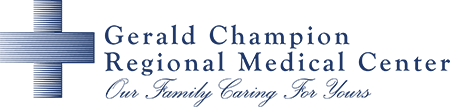 Gerald Champion
Regional Medical Center
Our Family Caring For Yours